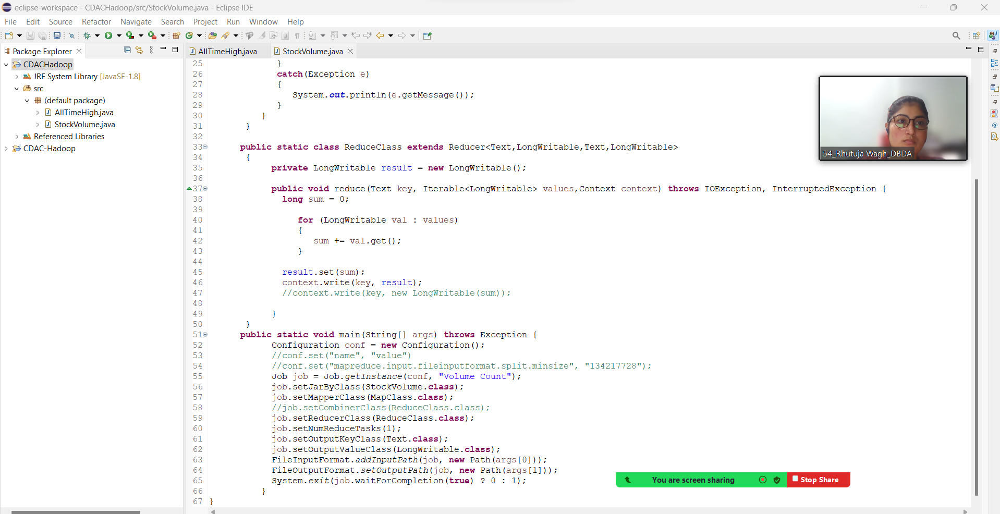 eclipse-workspace - CDACHadoop/src/StockVolume.java - Eclipse IDE
File Edit Source Refactor Navigate Search Project Run Window Help
Package Explorer
AllTimeHigh.java StockVolume.java
CDACHadoop
JRE System Library [JavaSE-1.8]
src
(default package)
AllTimeHigh.java
StockVolume.java
Referenced Libraries
CDAC-Hadoop
25 }
26 catch(Exception e)
27 {
28 System.out.println(e.getMessage());
29 }
30 }
31 }
32
33 public static class ReduceClass extends Reducer<Text,LongWritable,Text,LongWritable>
34 {
35 private LongWritable result = new LongWritable();
36
37 public void reduce(Text key, Iterable<LongWritable> values,Context context) throws IOException, InterruptedException {
38 long sum = 0;
39
40 for (LongWritable val : values)
41 {
42 sum += val.get();
43 }
44
45 result.set(sum);
46 context.write(key, result);
47 //context.write(key, new LongWritable(sum));
48
49 }
50 }
51 public static void main(String[] args) throws Exception {
52 Configuration conf = new Configuration();
53 //conf.set("name", "value")
54 //conf.set("mapreduce.input.fileinputformat.split.minsize", "134217728");
55 Job job = Job.getInstance(conf, "Volume Count");
56 job.setJarByClass(StockVolume.class);
57 job.setMapperClass(MapClass.class);
58 //job.setCombinerClass(ReduceClass.class);
59 job.setReducerClass(ReduceClass.class);
60 job.setNumReduceTasks(1);
61 job.setOutputKeyClass(Text.class);
62 job.setOutputValueClass(LongWritable.class);
63 FileInputFormat.addInputPath(job, new Path(args[0]));
64 FileOutputFormat.setOutputPath(job, new Path(args[1]));
65 System.exit(job.waitForCompletion(true) ? 0 : 1);
66 }
67 }
54_Rhutuja Wagh_DBDA
You are screen sharing Stop Share